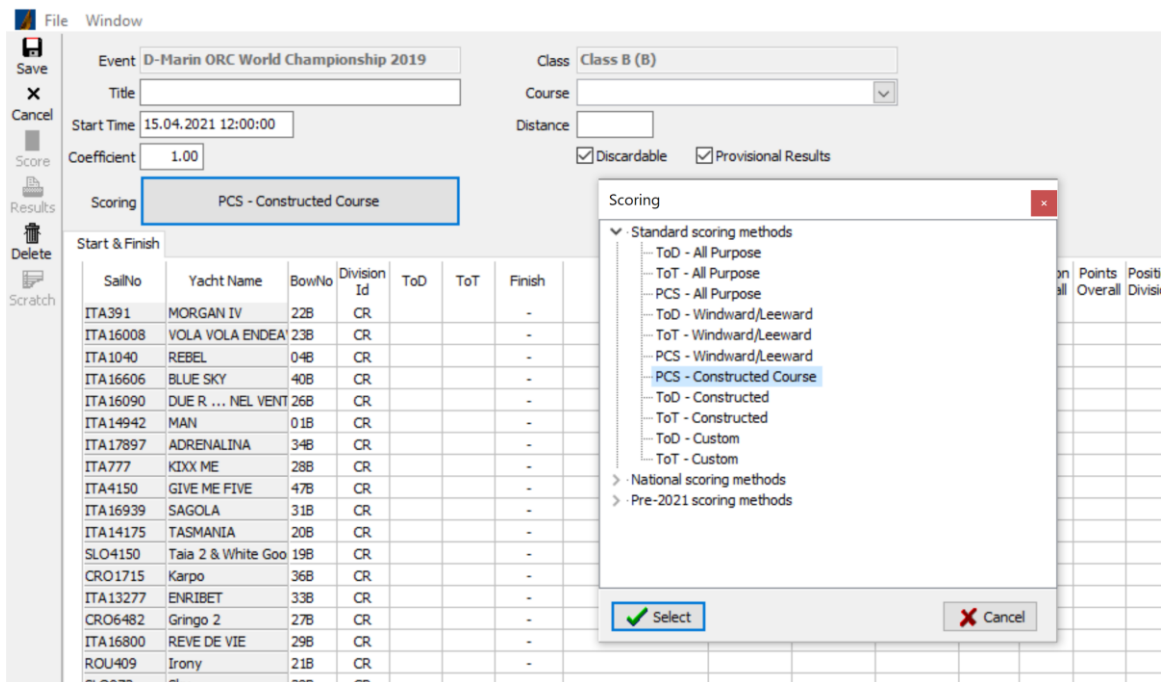 File Window
Save
Cancel
Score
Results
Delete
Scratch
Event D-Marin ORC World Championship 2019
Class Class B (B)
Title
Course
Start Time 15.04.2021 12:00:00
Distance
Coefficient 1.00
Discardable Provisional Results
Scoring PCS - Constructed Course
Start & Finish
SailNo Yacht Name BowNo Division Id ToD ToT Finish
Points Overall
ITA391 MORGAN IV 22B CR -
ITA16008 VOLA VOLA ENDEA 23B CR -
ITA1040 REBEL 04B CR -
ITA16606 BLUE SKY 40B CR -
ITA16090 DUE R ... NEL VENT 26B CR -
ITA14942 MAN 01B CR -
ITA17897 ADRENALINA 34B CR -
ITA777 KIXX ME 28B CR -
ITA4150 GIVE ME FIVE 47B CR -
ITA16939 SAGOLA 31B CR -
ITA14175 TASMANIA 20B CR -
SLO4150 Taia 2 & White Goo 19B CR -
CRO1715 Karpo 36B CR -
ITA13277 ENRIBET 33B CR -
CRO6482 Gringo 2 27B CR -
ITA16800 REVE DE VIE 29B CR -
ROU409 Irony 21B CR -
Scoring
Standard scoring methods
ToD - All Purpose
ToT - All Purpose
PCS - All Purpose
ToD - Windward/Leeward
ToT - Windward/Leeward
PCS - Windward/Leeward
PCS - Constructed Course
ToD - Constructed
ToT - Constructed
ToD - Custom
ToT - Custom
National scoring methods
Pre-2021 scoring methods
Select
Cancel